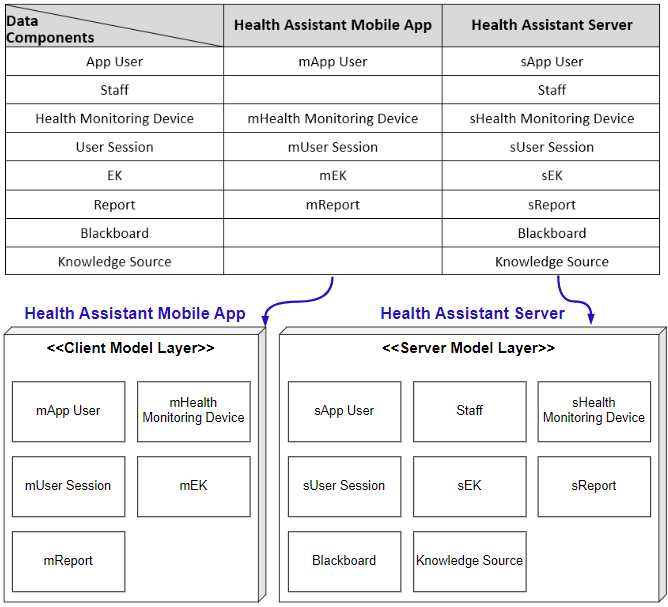 Data
Components
Health Assistant Mobile App
Health Assistant Server
App User
mApp User
sApp User
Staff
Staff
Health Monitoring Device
mHealth Monitoring Device
sHealth Monitoring Device
User Session
mUser Session
sUser Session
EK
mEK
sEK
Report
mReport
sReport
Blackboard
Blackboard
Knowledge Source
Knowledge Source
Health Assistant Mobile App
<<Client Model Layer>>
mApp User
mHealth
Monitoring Device
mUser Session
mEK
mReport
Health Assistant Server
<<Server Model Layer>>
sApp User
Staff
sHealth
Monitoring Device
sUser Session
sEK
sReport
Blackboard
Knowledge Source